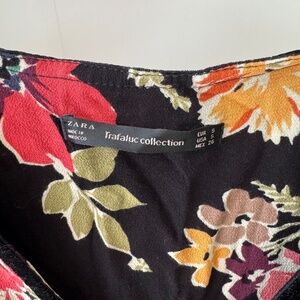 ZARA
MADE IN
MOROCCO
Trafaluc collection
EUR S
USA S
MEX 26